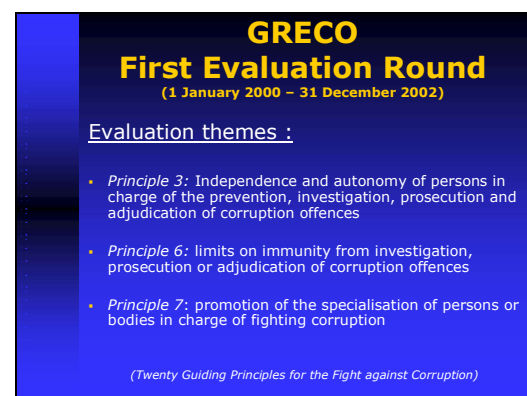 GRECO
First Evaluation Round
(1 January 2000 – 31 December 2002)
Evaluation themes :
▪ Principle 3: Independence and autonomy of persons in
charge of the prevention, investigation, prosecution and
adjudication of corruption offences
▪ Principle 6: limits on immunity from investigation,
prosecution or adjudication of corruption offences
▪ Principle 7: promotion of the specialisation of persons or
bodies in charge of fighting corruption
(Twenty Guiding Principles for the Fight against Corruption)